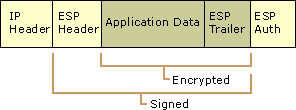 IP Header
ESP Header
Application Data
ESP Trailer
ESP Auth
Encrypted
Signed